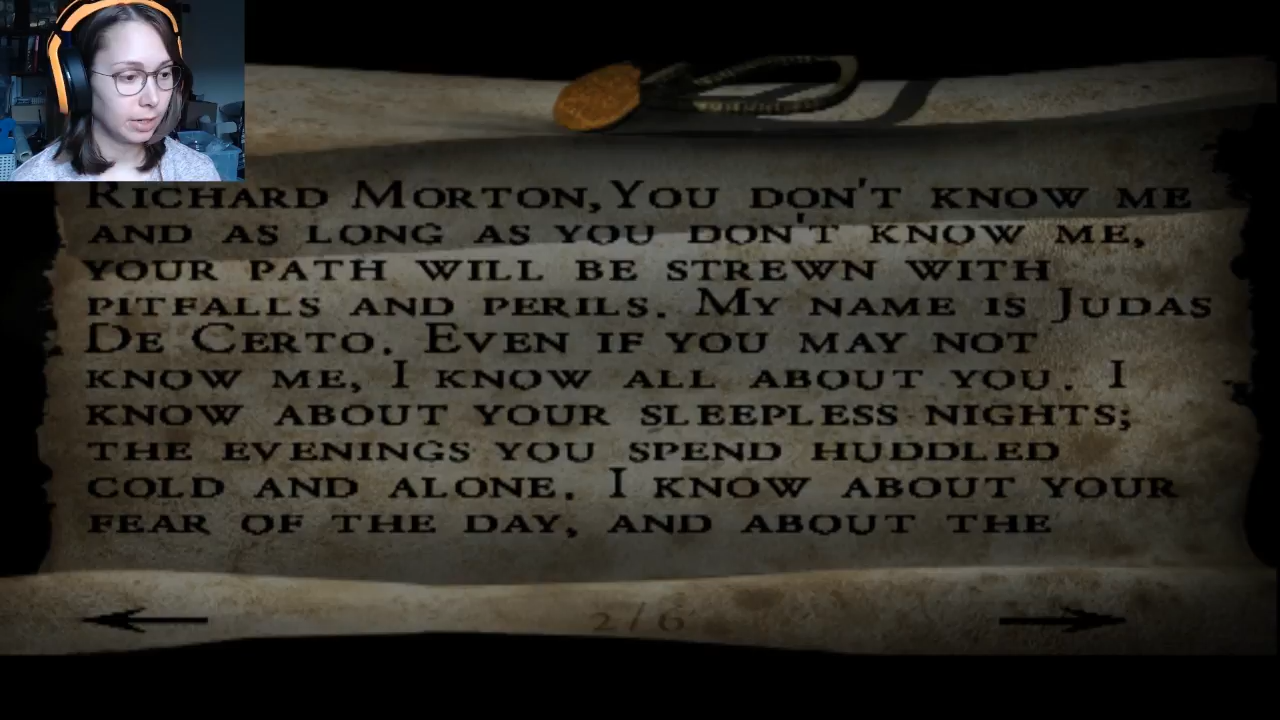 RICHARD MORTON,YOU DON'T KNOW ME
AND AS LONG AS YOU DON'T KNOW ME,
YOUR PATH WILL BE STREWN WITH
PITFALLS AND PERILS. MY NAME IS JUDAS
DE CERTO. EVEN IF YOU MAY NOT
KNOW ME, I KNOW ALL ABOUT YOU. I
KNOW ABOUT YOUR SLEEPLESS NIGHTS;
THE EVENINGS YOU SPEND HUDDLED
COLD AND ALONE. I KNOW ABOUT YOUR
FEAR OF THE DAY, AND ABOUT THE
2/6